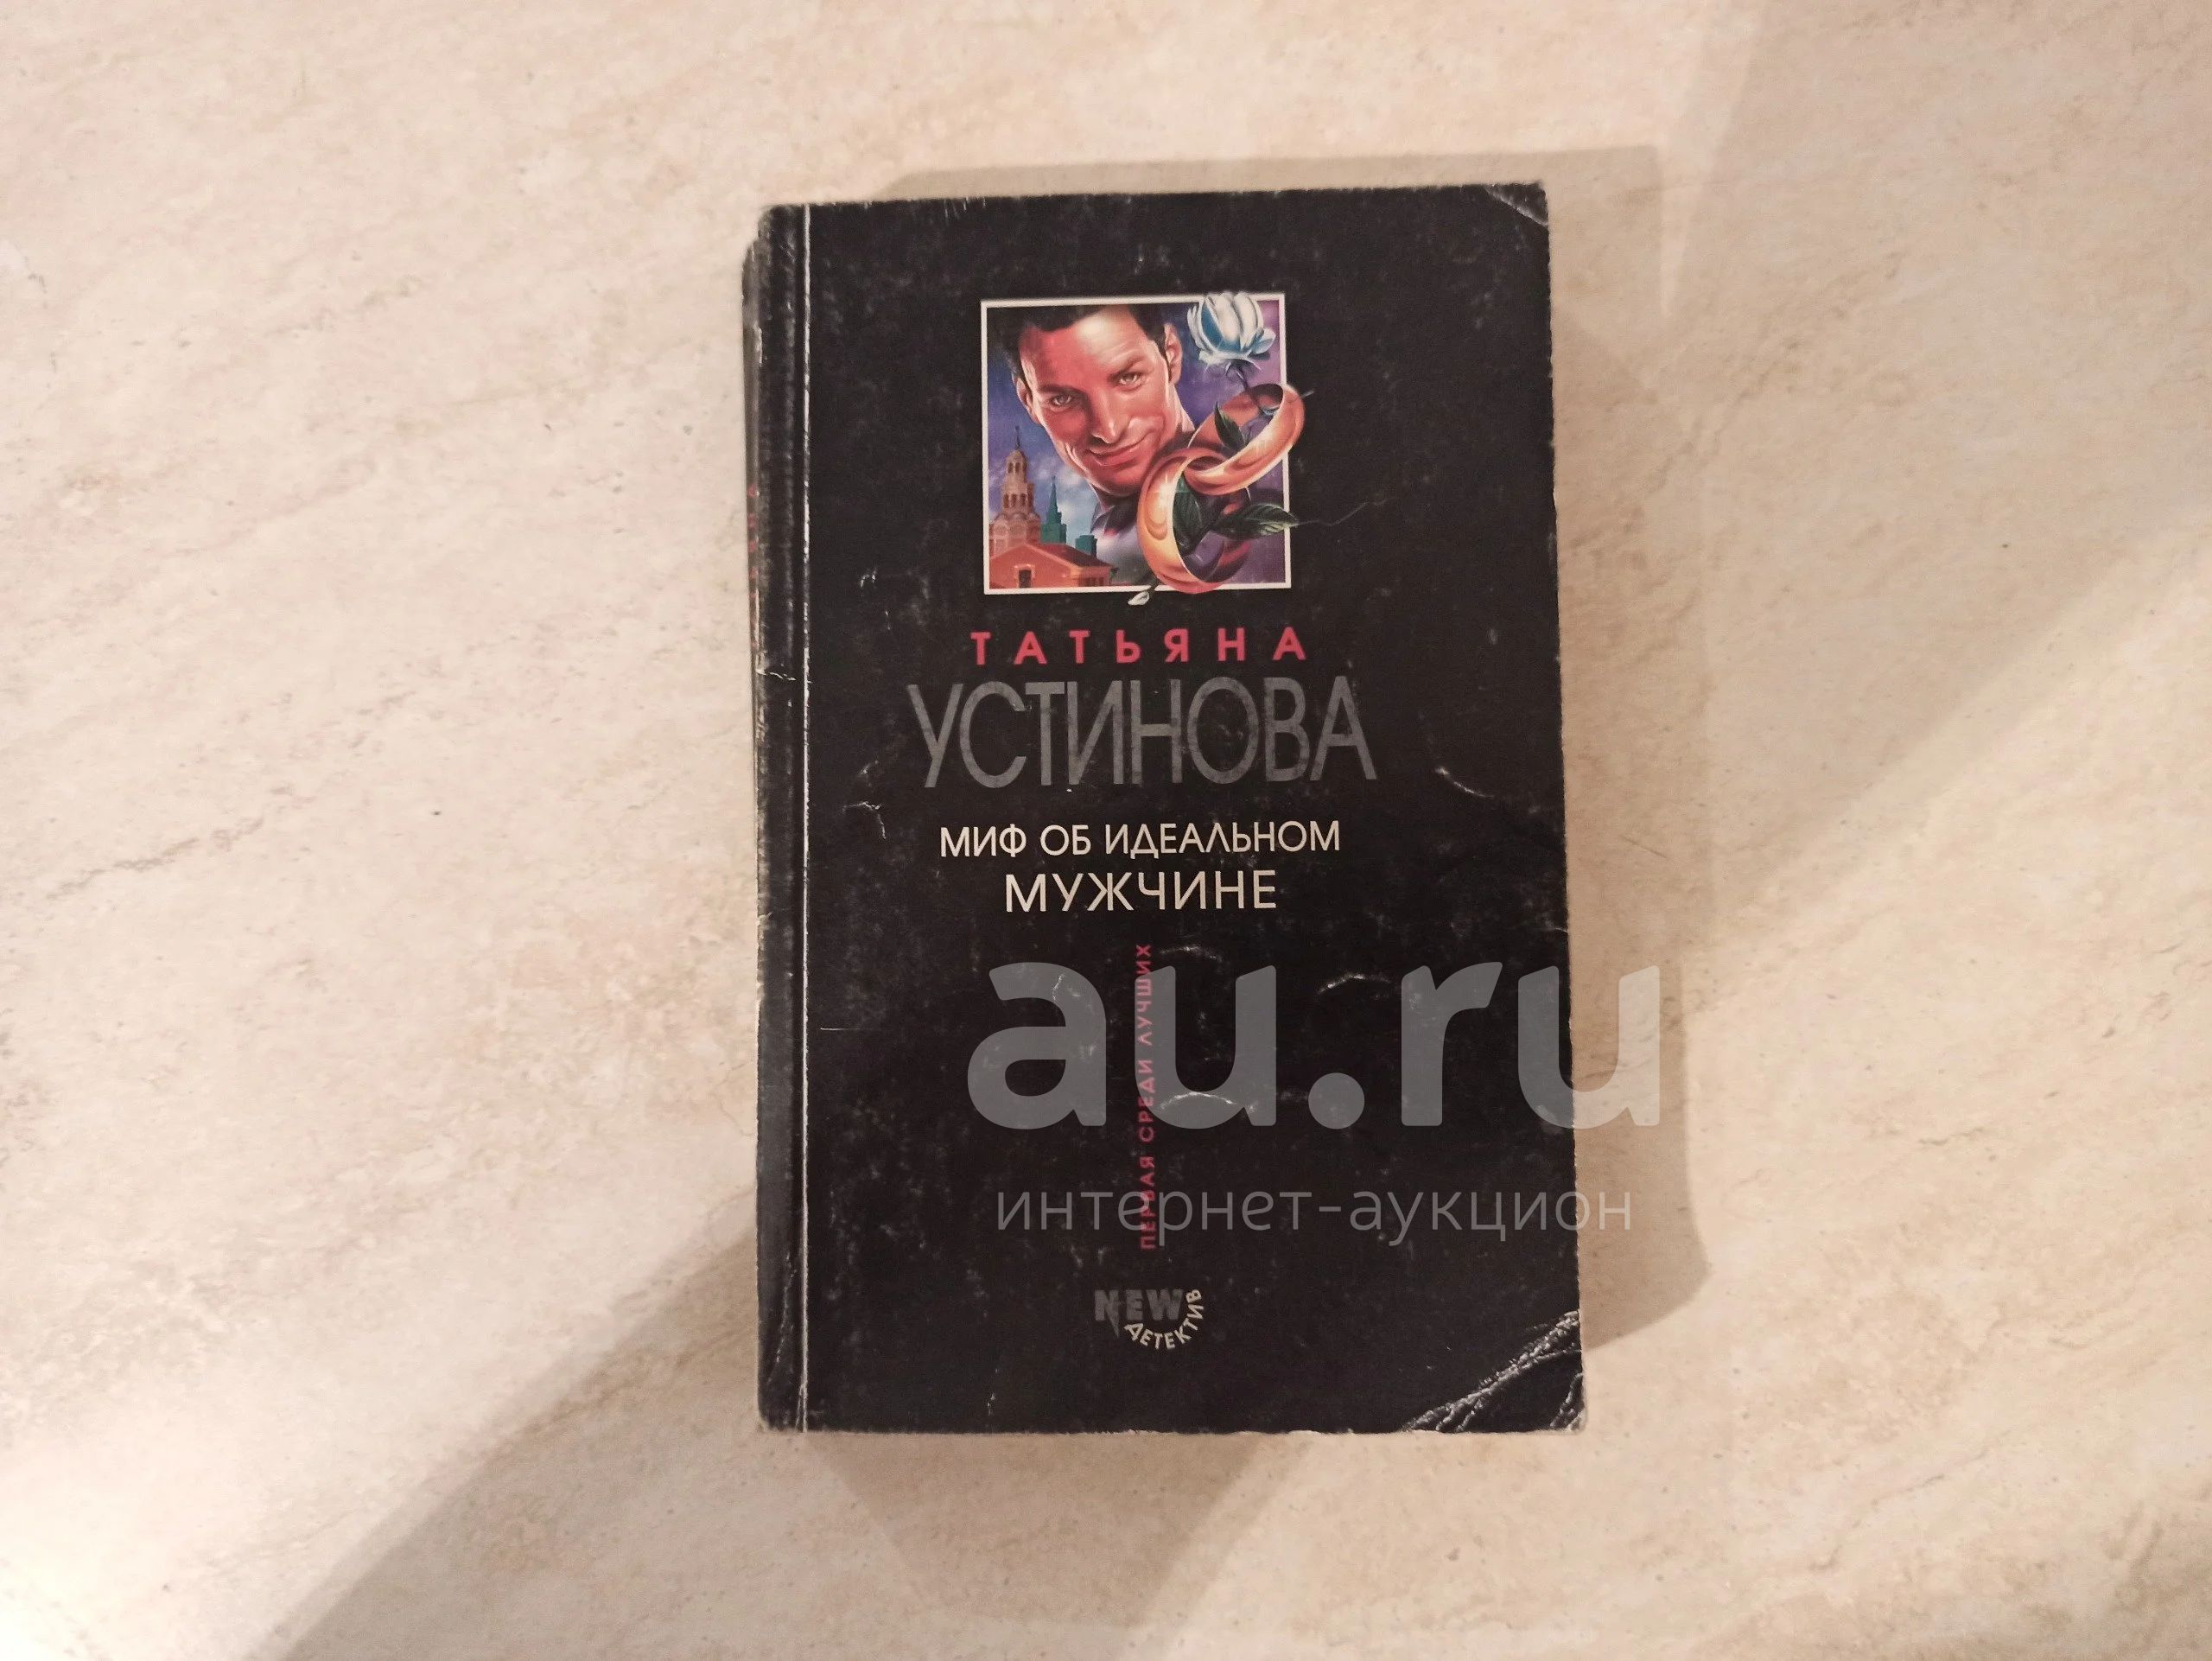 ТАТЬЯНА
УСТИНОВА
МИФ ОБ ИДЕАЛЬНОМ
МУЖЧИНЕ
ПЕРВАЯ СРЕДИ ЛУЧШИХ
au.ru
интернет-аукцион
NEW
ДЕТЕКТИВ